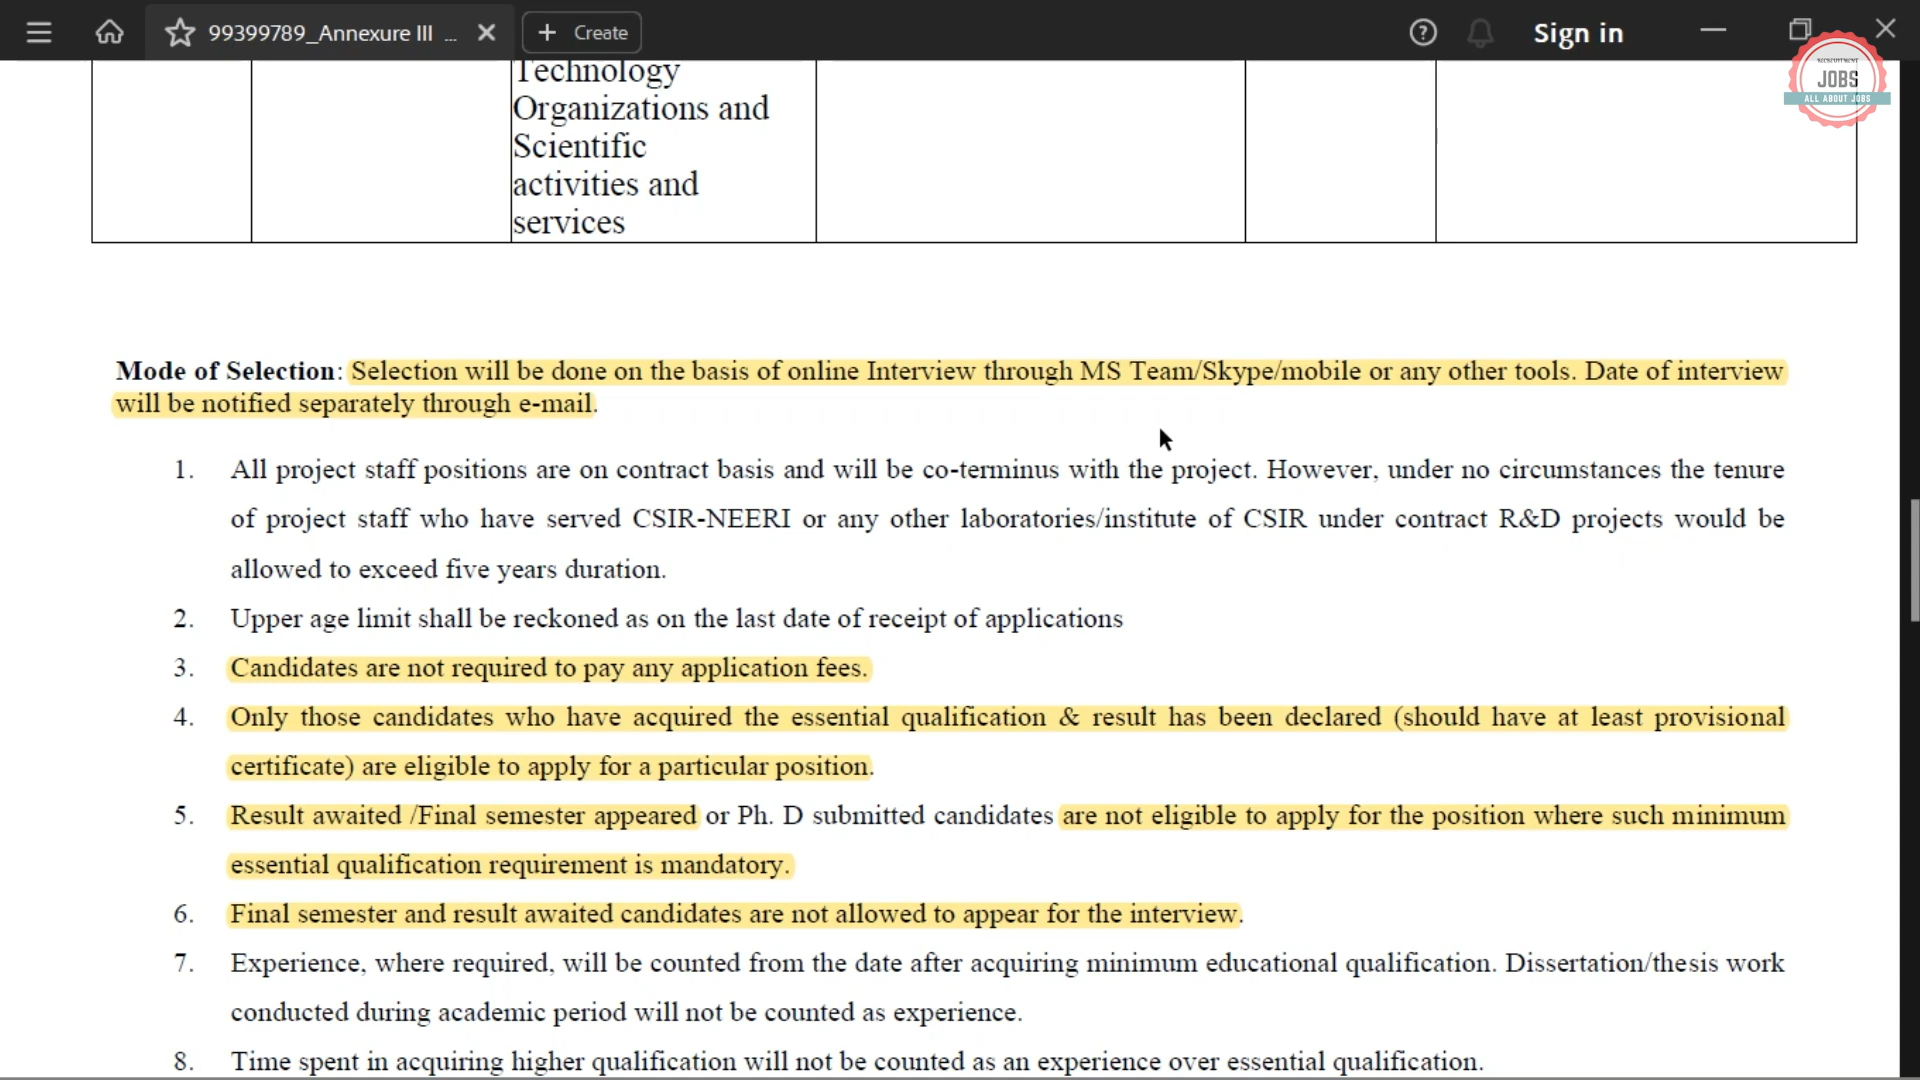 99399789_Annexure III ...
Create
Sign in
RECRUITMENT
JOBS
ALL ABOUT JOBS
Technology
Organizations and
Scientific
activities and
services
Mode of Selection: Selection will be done on the basis of online Interview through MS Team/Skype/mobile or any other tools. Date of interview
will be notified separately through e-mail.
1. All project staff positions are on contract basis and will be co-terminus with the project. However, under no circumstances the tenure
of project staff who have served CSIR-NEERI or any other laboratories/institute of CSIR under contract R&D projects would be
allowed to exceed five years duration.
2. Upper age limit shall be reckoned as on the last date of receipt of applications
3. Candidates are not required to pay any application fees.
4. Only those candidates who have acquired the essential qualification & result has been declared (should have at least provisional
certificate) are eligible to apply for a particular position.
5. Result awaited /Final semester appeared or Ph. D submitted candidates are not eligible to apply for the position where such minimum
essential qualification requirement is mandatory.
6. Final semester and result awaited candidates are not allowed to appear for the interview.
7. Experience, where required, will be counted from the date after acquiring minimum educational qualification. Dissertation/thesis work
conducted during academic period will not be counted as experience.
8. Time spent in acquiring higher qualification will not be counted as an experience over essential qualification.